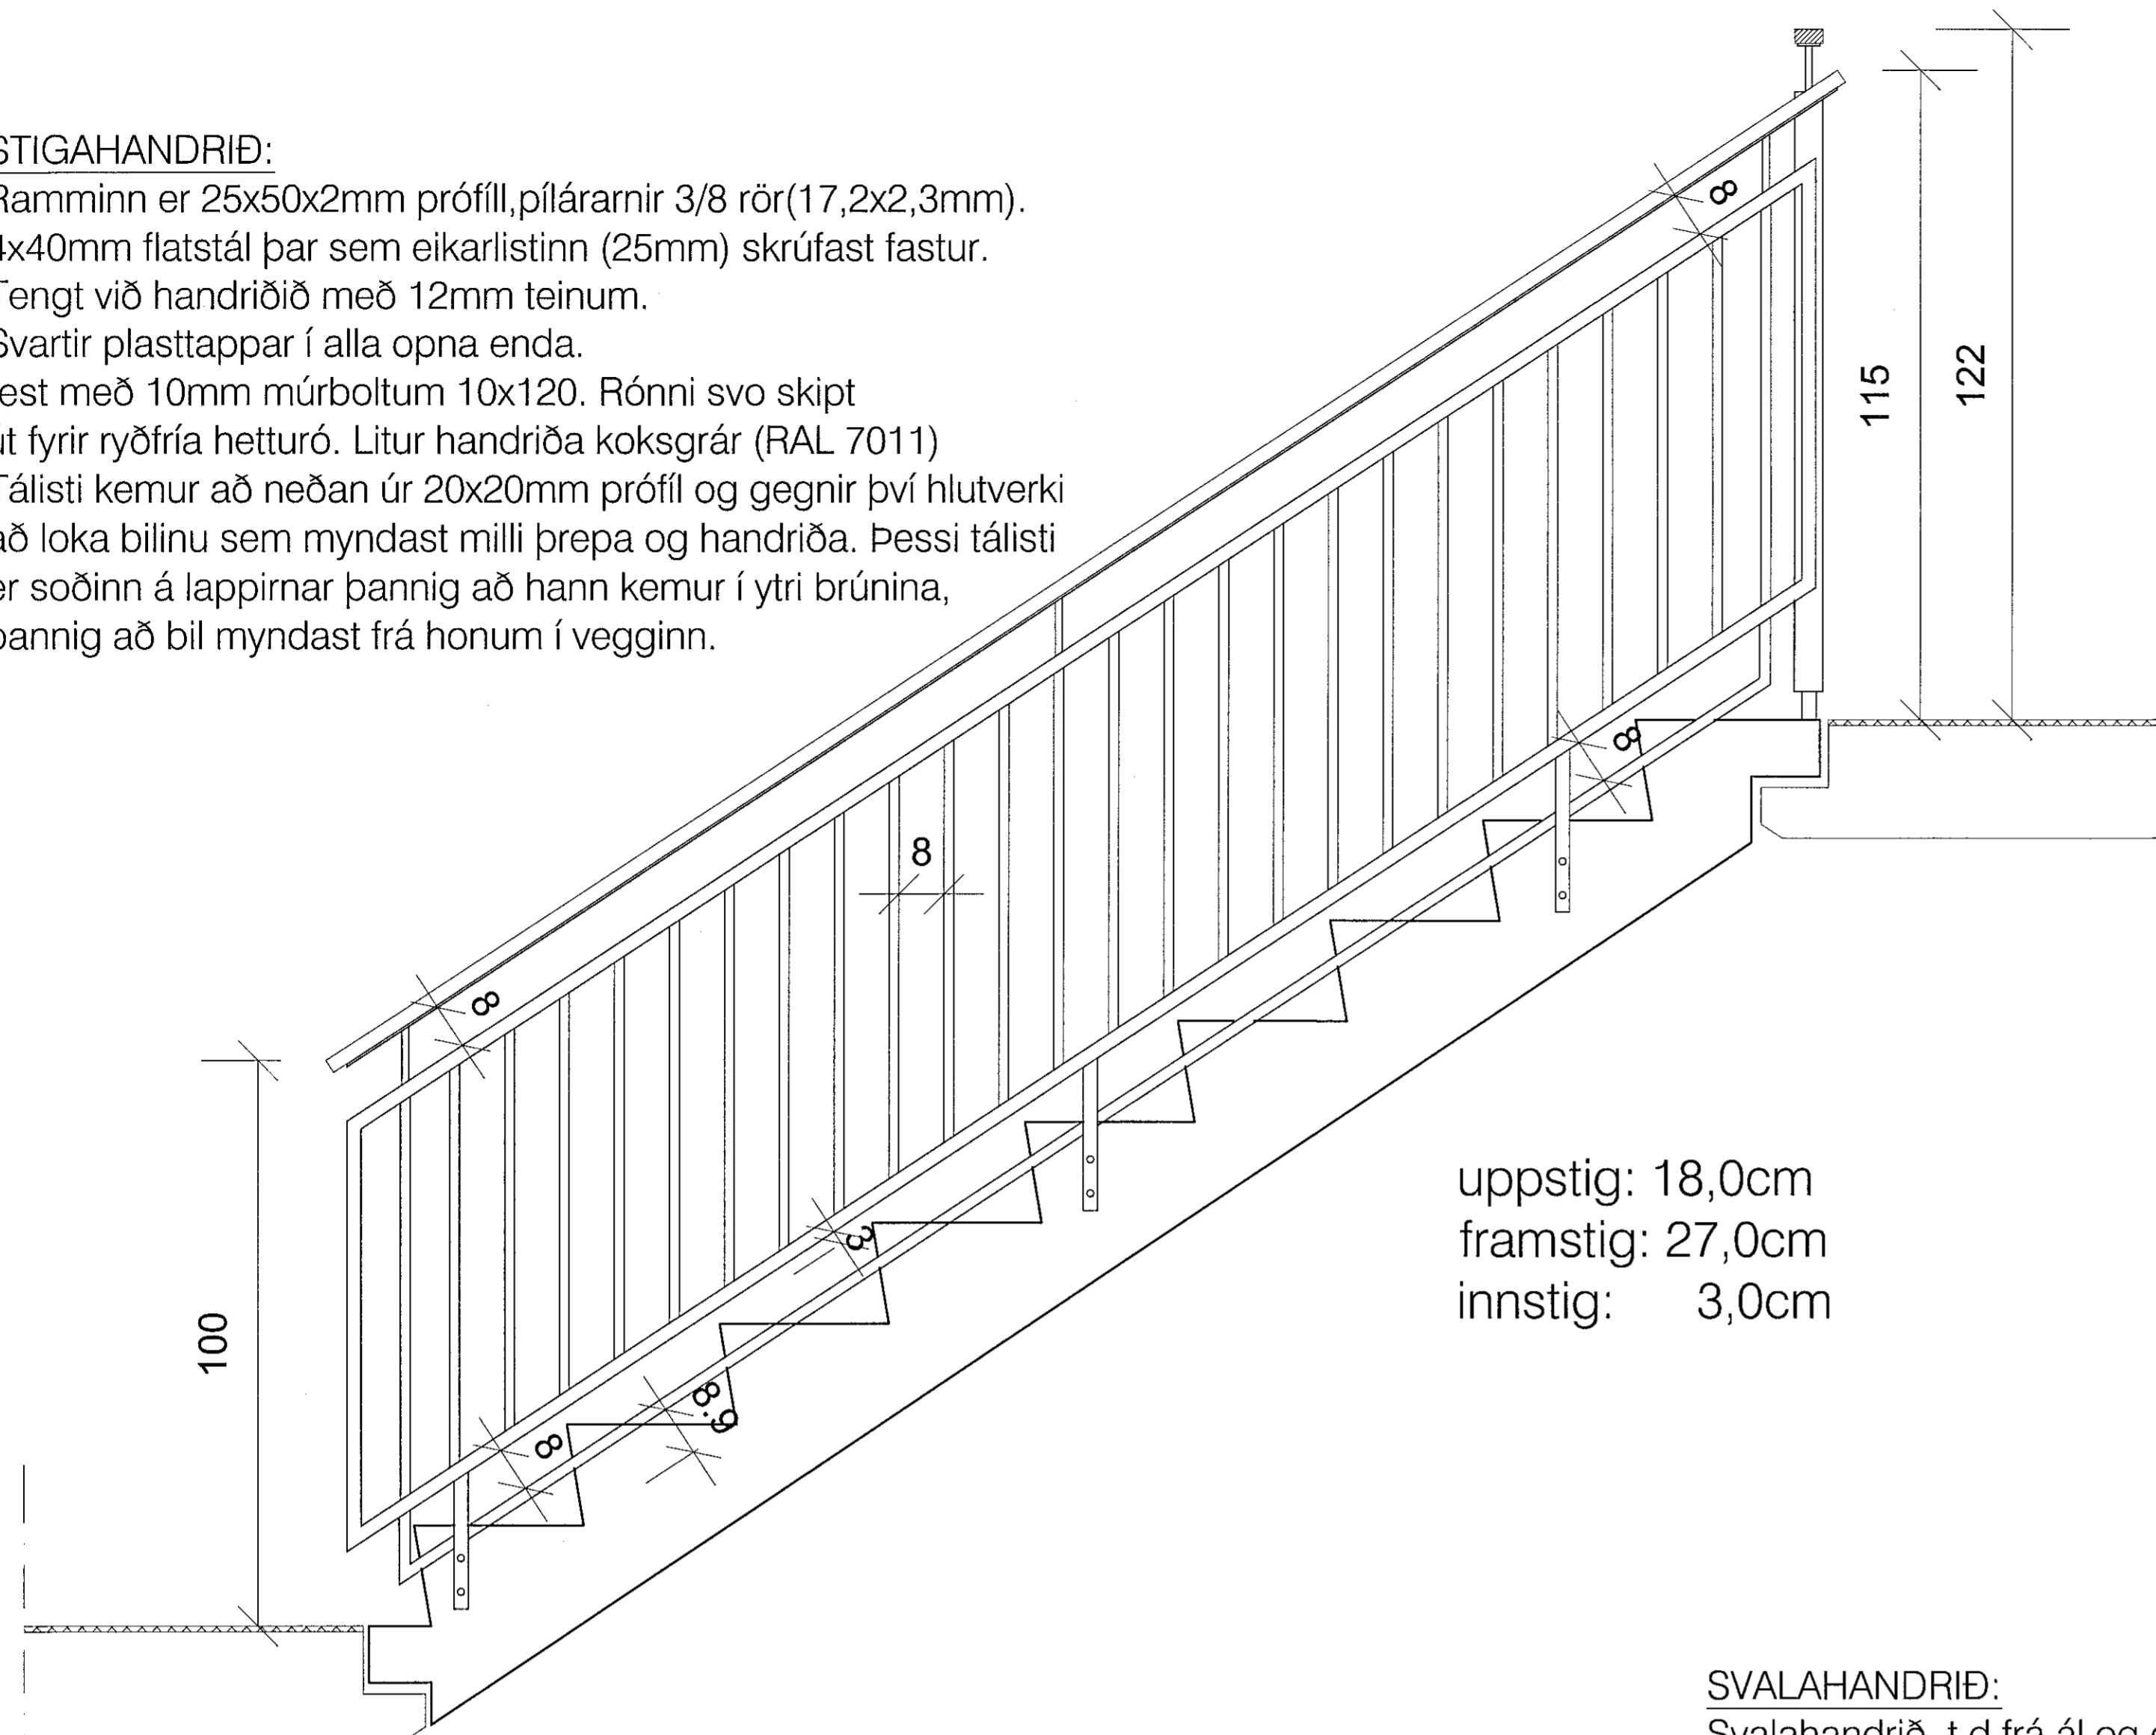 STIGAHANDRIÐ:
Ramminn er 25x50x2mm prófíll,pílárarnir 3/8 rör(17,2x2,3mm).
4x40mm flatstál þar sem eikarlistinn (25mm) skrúfast fastur.
Tengt við handriðið með 12mm teinum.
Svartir plasttappar í alla opna enda.
fest með 10mm múrboltum 10x120. Rónni svo skipt
út fyrir ryðfría hetturó. Litur handriða koksgrár (RAL 7011)
Tálisti kemur að neðan úr 20x20mm prófíl og gegnir því hlutverki
að loka bilinu sem myndast milli þrepa og handriða. Þessi tálisti
er soðinn á lappirnar þannig að hann kemur í ytri brúnina,
þannig að bil myndast frá honum í vegginn.
8
115
122
8
8
8
3
8.9
8
100
uppstig: 18,0cm
framstig: 27,0cm
innstig: 3,0cm
SVALAHANDRIÐ:
Svalahandrið, t.d frá ál og